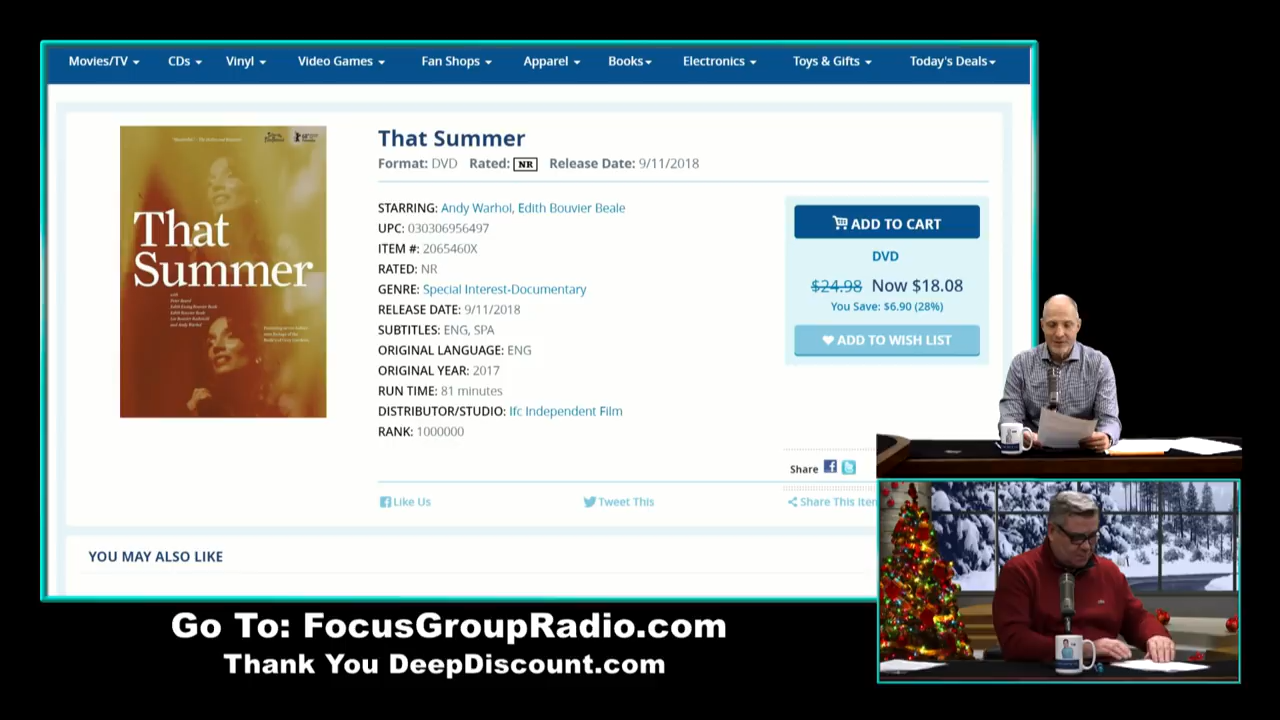 Movies/TV CDs Vinyl Video Games Fan Shops Apparel Books Electronics Toys & Gifts Today's Deals
That
Summer
That Summer
Format: DVD Rated: NR Release Date: 9/11/2018
STARRING: Andy Warhol, Edith Bouvier Beale
UPC: 030306956497
ITEM #: 2065460X
RATED: NR
GENRE: Special Interest-Documentary
RELEASE DATE: 9/11/2018
SUBTITLES: ENG, SPA
ORIGINAL LANGUAGE: ENG
ORIGINAL YEAR: 2017
RUN TIME: 81 minutes
DISTRIBUTOR/STUDIO: Ifc Independent Film
RANK: 1000000
ADD TO CART
DVD
$24.98 Now $18.08
You Save: $6.90 (28%)
ADD TO WISH LIST
Share
Like Us Tweet This Share This Item
YOU MAY ALSO LIKE
Go To: FocusGroupRadio.com
Thank You DeepDiscount.com